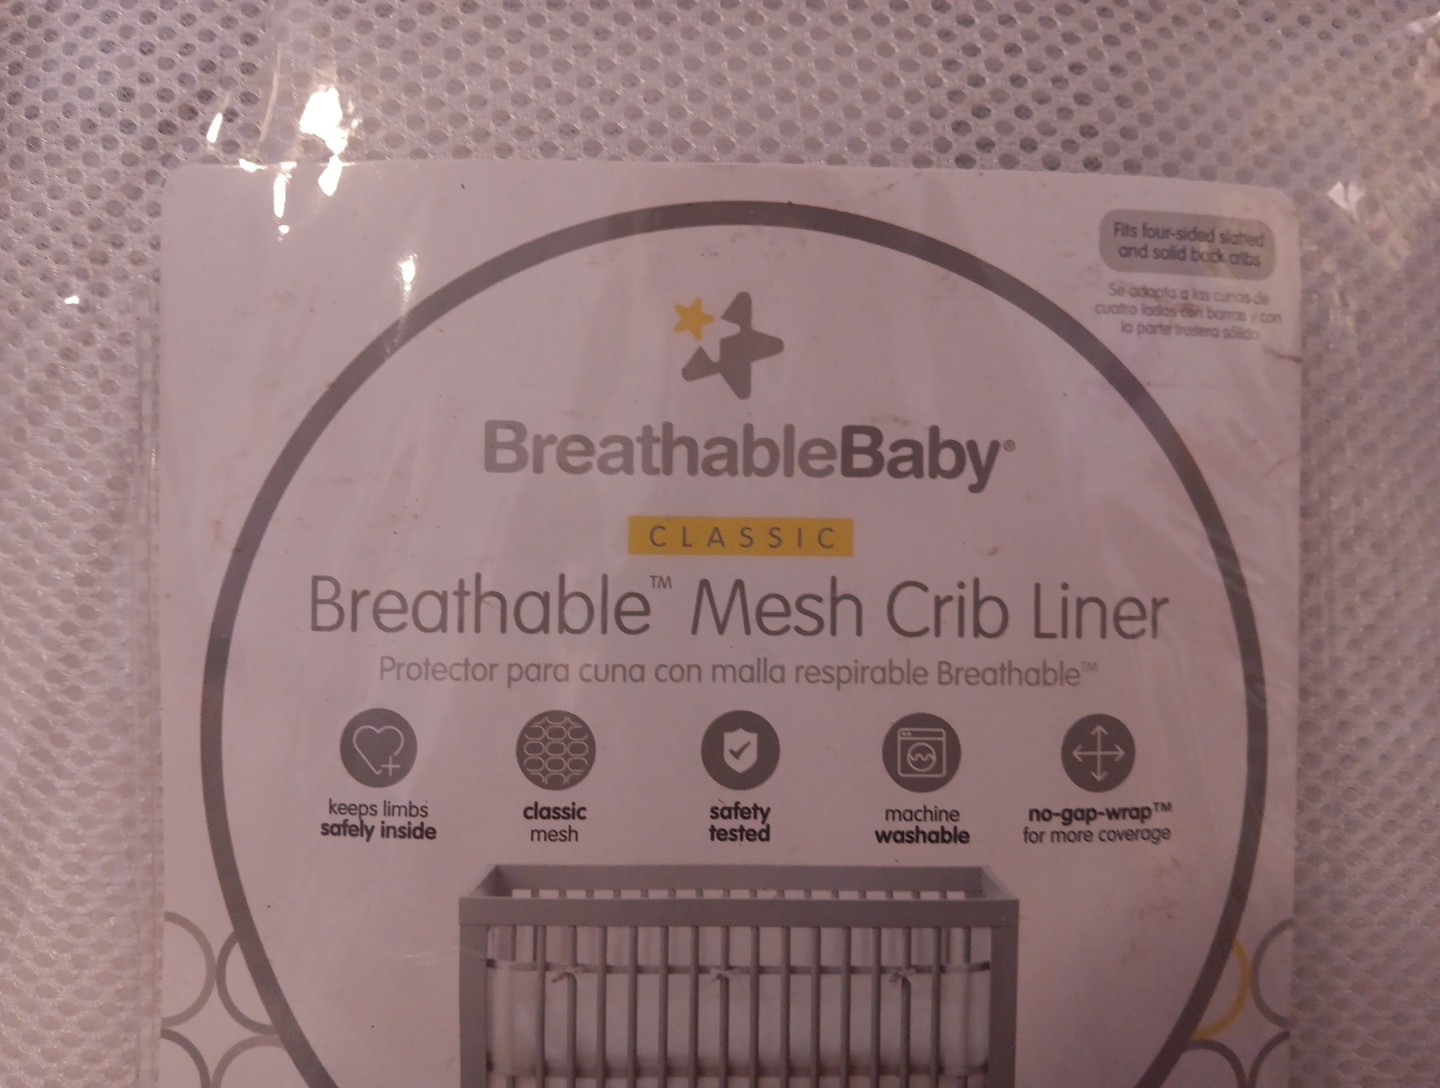 Fits four-sided slatted
and solid back cribs
Se adapta a las cunas de
cuatro lados con barras y con
la parte trasera sólida
BreathableBaby®
CLASSIC
Breathable™ Mesh Crib Liner
Protector para cuna con malla respirable Breathable™
keeps limbs
safely inside
classic
mesh
safety
tested
machine
washable
no-gap-wrap™
for more coverage